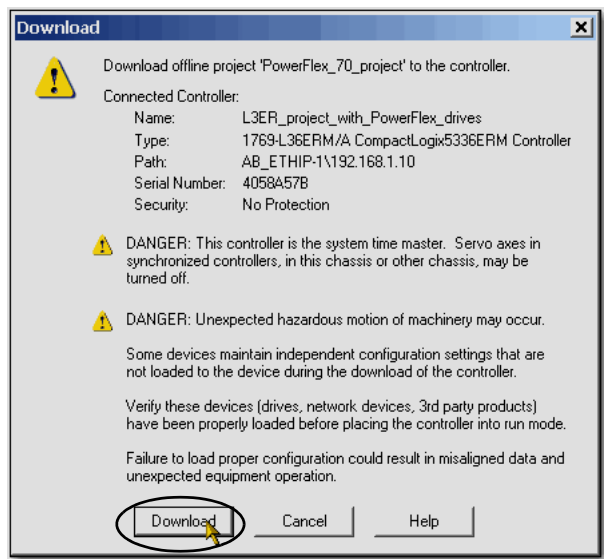 Download
Download offline project 'PowerFlex_70_project' to the controller.
Connected Controller:
Name: L3ER_project_with_PowerFlex_drives
Type: 1769-L36ERM/A CompactLogix5336ERM Controller
Path: AB_ETHIP-1\192.168.1.10
Serial Number: 4058A57B
Security: No Protection
DANGER: This controller is the system time master. Servo axes in
synchronized controllers, in this chassis or other chassis, may be
turned off.
DANGER: Unexpected hazardous motion of machinery may occur.
Some devices maintain independent configuration settings that are
not loaded to the device during the download of the controller.
Verify these devices (drives, network devices, 3rd party products)
have been properly loaded before placing the controller into run mode.
Failure to load proper configuration could result in misaligned data and
unexpected equipment operation.
Download Cancel Help